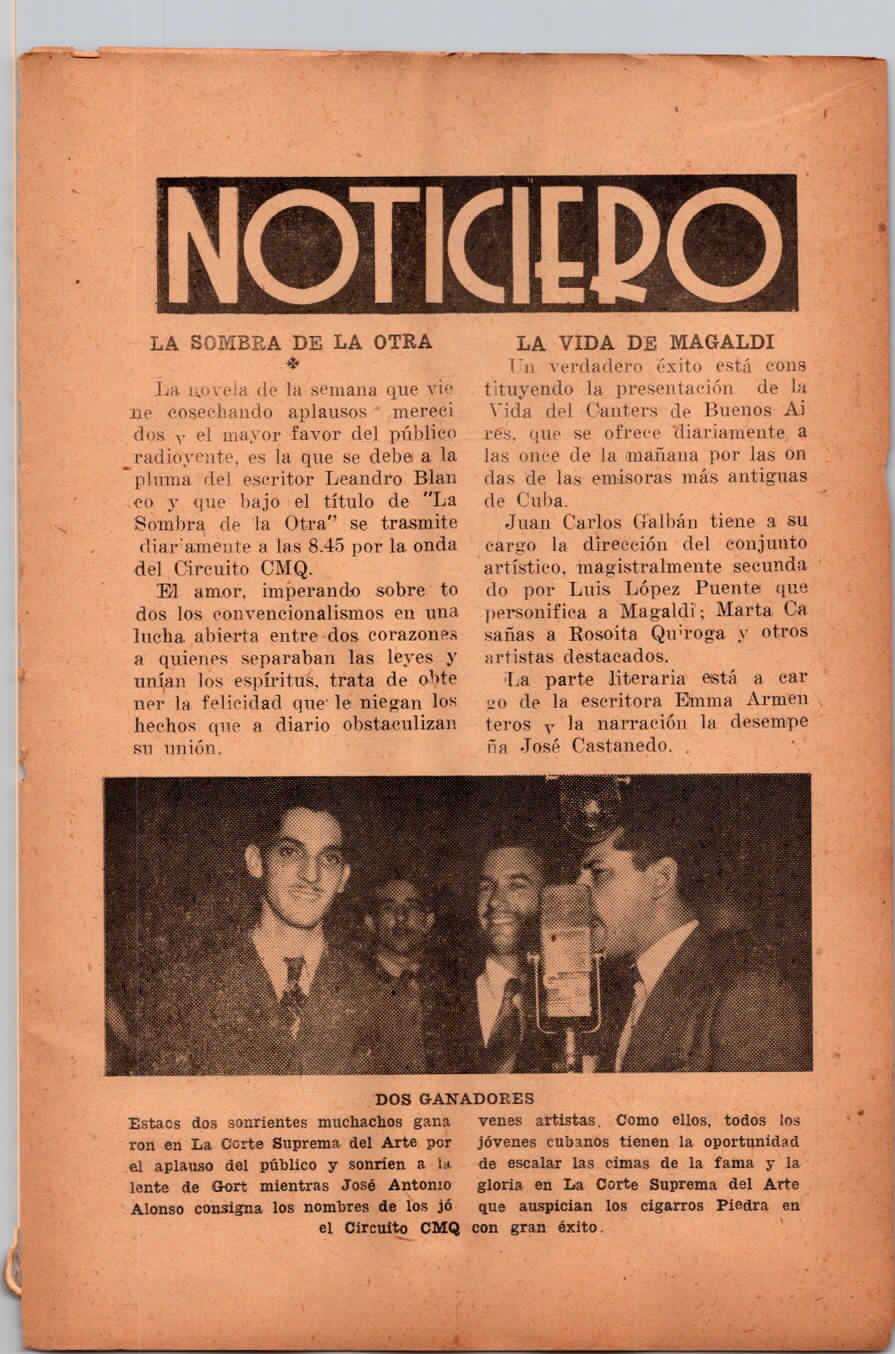 NOTICIERO
LA SOMBRA DE LA OTRA
La novela de la semana que vie
ne cosechando aplausos mereci
dos y el mayor favor del público
radioyente, es la que se debe a la
pluma del escritor Leandro Blan
co y que bajo el título de "La
Sombra de la Otra" se trasmite
diariamente a las 8.45 por la onda
del Circuito CMQ.
El amor, imperando sobre to
dos los convencionalismos en una
lucha abierta entre dos corazones
a quienes separaban las leyes y
unían los espíritus, trata de obte
ner la felicidad que le niegan los
hechos que a diario obstaculizan
su unión.
LA VIDA DE MAGALDI
Un verdadero éxito está cons
tituyendo la presentación de la
Vida del Canters de Buenos Ai
res, que se ofrece diariamente a
las once de la mañana por las on
das de las emisoras más antiguas
de Cuba.
Juan Carlos Galbán tiene a su
cargo la dirección del conjunto
artístico, magistralmente secunda
do por Luis López Puente que
personifica a Magaldi; Marta Ca
sañas a Rosoita Quiroga y otros
artistas destacados.
La parte literaria está a car
go de la escritora Emma Armen
teros y la narración la desempe
ña José Castanedo.
DOS GANADORES
Estaos dos sonrientes muchachos gana
ron en La Corte Suprema del Arte por
el aplauso del público y sonríen a la
lente de Gort mientras José Antonio
Alonso consigna los nombres de los jó
venes artistas. Como ellos, todos los
jóvenes cubanos tienen la oportunidad
de escalar las cimas de la fama y la
gloria en La Corte Suprema del Arte
que auspician los cigarros Piedra en
el Circuito CMQ con gran éxito.